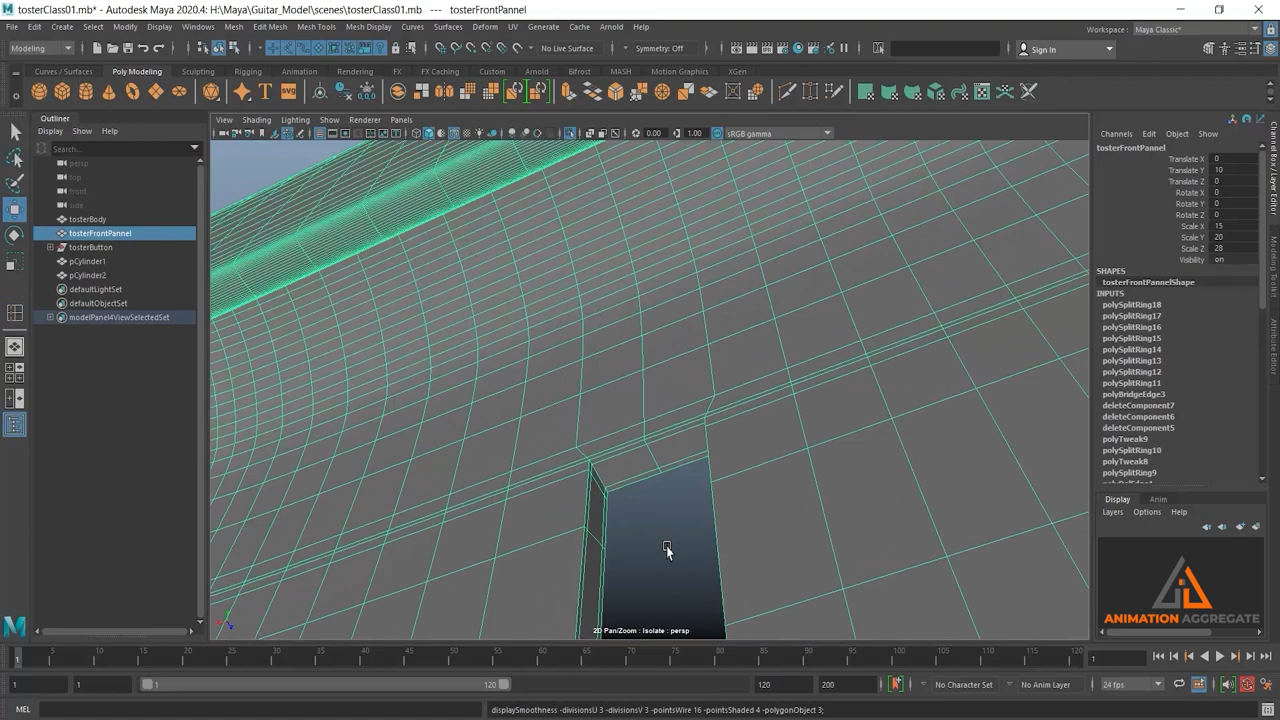 tosterClass01.mb* - Autodesk Maya 2020.4: H:\Maya\Guitar_Model\scenes\tosterClass01.mb --- tosterFrontPannel
File Edit Create Select Modify Display Windows Mesh Edit Mesh Mesh Tools Mesh Display Curves Surfaces Deform UV Generate Cache Arnold Help
Workspace: Maya Classic*
Modeling
No Live Surface
Symmetry: Off
Sign In
Curves / Surfaces Poly Modeling Sculpting Rigging Animation Rendering FX FX Caching Custom Arnold Bifrost MASH Motion Graphics XGen
Outliner
Display Show Help
Search...
persp
top
front
side
tosterBody
tosterFrontPannel
tosterButton
pCylinder1
pCylinder2
defaultLightSet
defaultObjectSet
modelPanel4ViewSelectedSet
View Shading Lighting Show Renderer Panels
0.00 1.00 sRGB gamma
2D Pan/Zoom : Isolate : persp
Channels Edit Object Show
tosterFrontPannel
Translate X 0
Translate Y 10
Translate Z 0
Rotate X 0
Rotate Y 0
Rotate Z 0
Scale X 15
Scale Y 20
Scale Z 28
Visibility on
SHAPES
tosterFrontPannelShape
INPUTS
polySplitRing18
polySplitRing17
polySplitRing16
polySplitRing15
polySplitRing14
polySplitRing13
polySplitRing12
polySplitRing11
polyBridgeEdge3
deleteComponent7
deleteComponent6
deleteComponent5
polyTweak9
polySplitRing10
polyTweak8
polySplitRing9
Display Anim
Layers Options Help
ANIMATION AGGREGATE
Channel Box / Layer Editor
Modeling Toolkit
Attribute Editor
5 10 15 20 25 30 35 40 45 50 55 60 65 70 75 80 85 90 95 100 105 110 115 120
1
1
1 1 1 120 120 200
No Character Set
No Anim Layer
24 fps
MEL
displaySmoothness -divisionsU 3 -divisionsV 3 -pointsWire 16 -pointsShaded 4 -polygonObject 3;